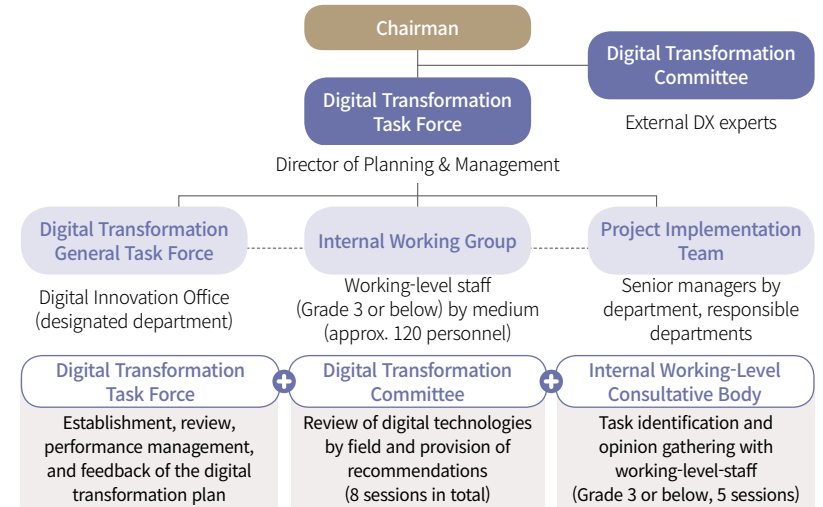 Chairman
Digital Transformation
Committee
External DX experts
Digital Transformation
Task Force
Director of Planning & Management
Digital Transformation
General Task Force
Digital Innovation Office
(designated department)
Internal Working Group
Working-level staff
(Grade 3 or below) by medium
(approx. 120 personnel)
Project Implementation
Team
Senior managers by
department, responsible
departments
Digital Transformation
Task Force
Establishment, review,
performance management,
and feedback of the digital
transformation plan
Digital Transformation
Committee
Review of digital technologies
by field and provision of
recommendations
(8 sessions in total)
Internal Working-Level
Consultative Body
Task identification and
opinion gathering with
working-level-staff
(Grade 3 or below, 5 sessions)